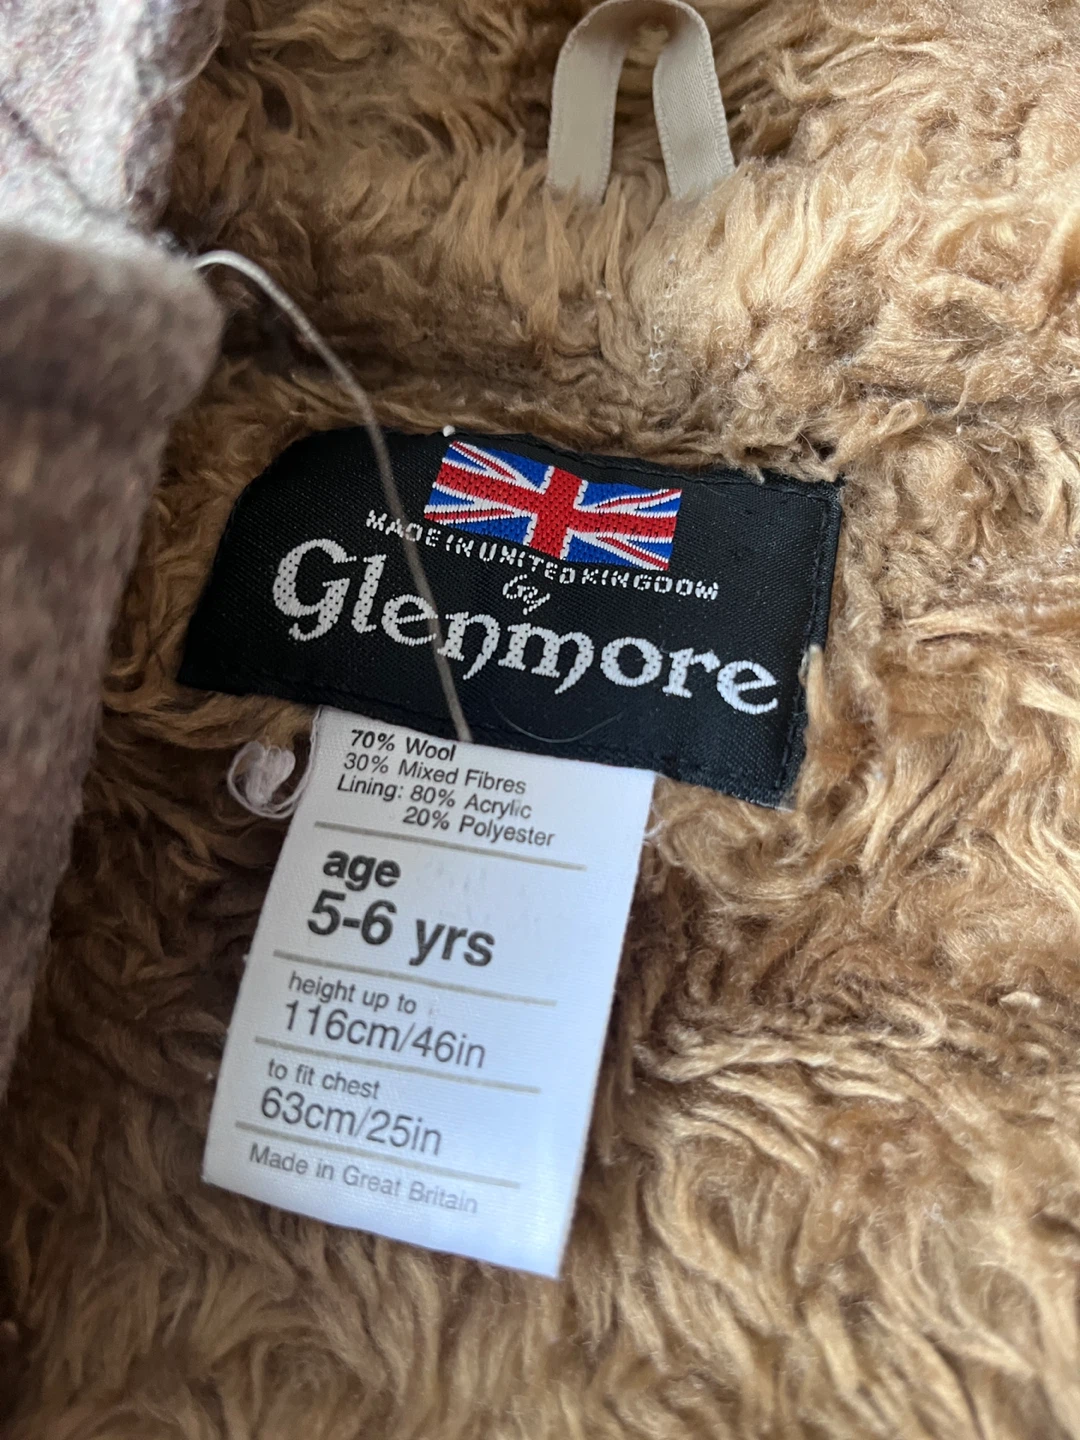 MADE IN UNITED KINGDOM
by
Glenmore
70% Wool
30% Mixed Fibres
Lining: 80% Acrylic
20% Polyester
age
5-6 yrs
height up to
116cm/46in
to fit chest
63cm/25in
Made in Great Britain